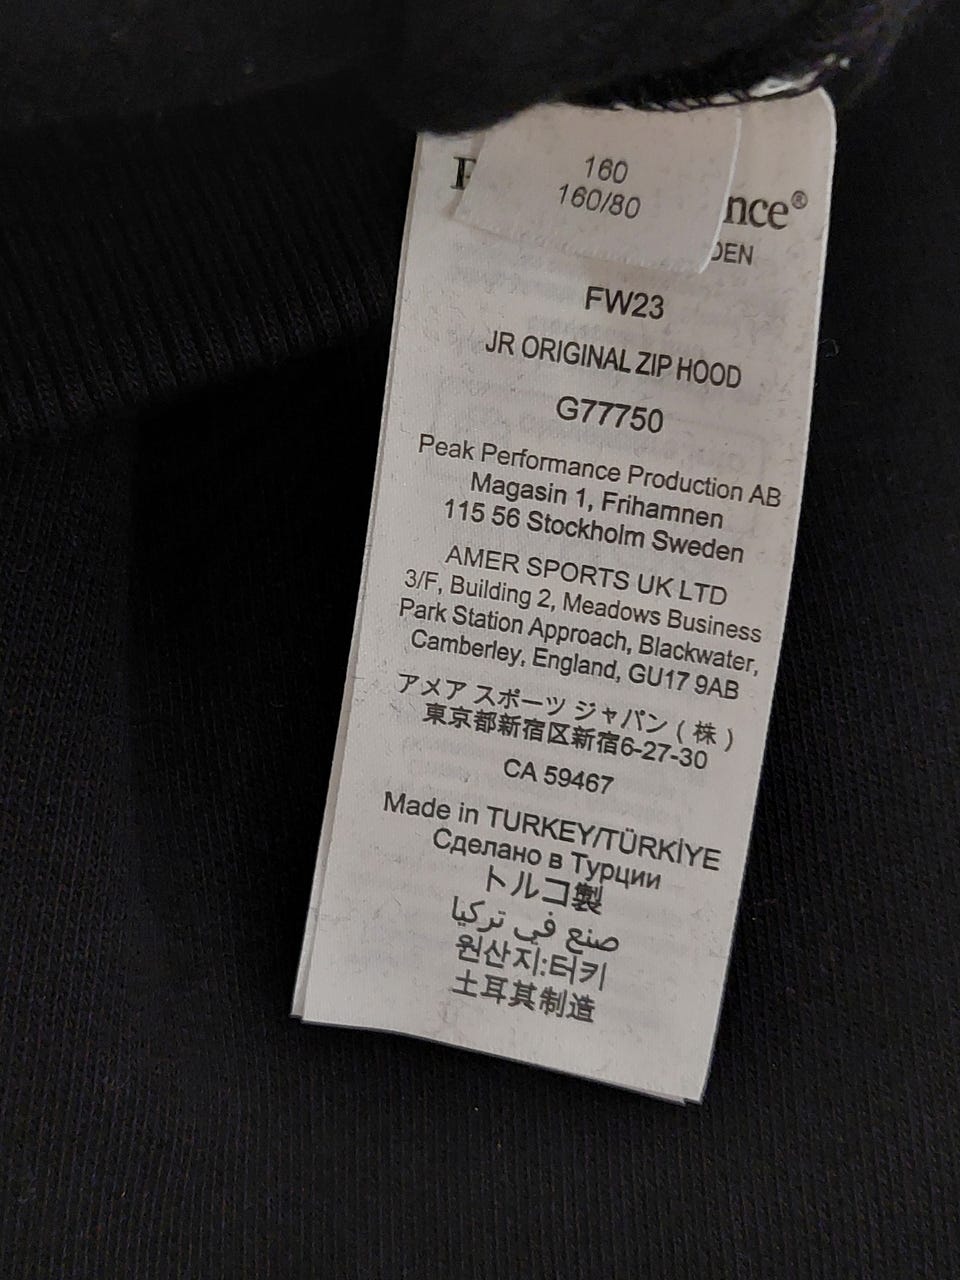 160
160/80
nce®
DEN
FW23
JR ORIGINAL ZIP HOOD
G77750
Peak Performance Production AB
Magasin 1, Frihamnen
115 56 Stockholm Sweden
AMER SPORTS UK LTD
3/F, Building 2, Meadows Business
Park Station Approach, Blackwater,
Camberley, England, GU17 9AB
アメア スポーツ ジャパン ( 株 )
東京都新宿区新宿6-27-30
CA 59467
Made in TURKEY/TÜRKİYE
Сделано в Турции
トルコ製
صنع في تركيا
원산지:터키
土耳其制造